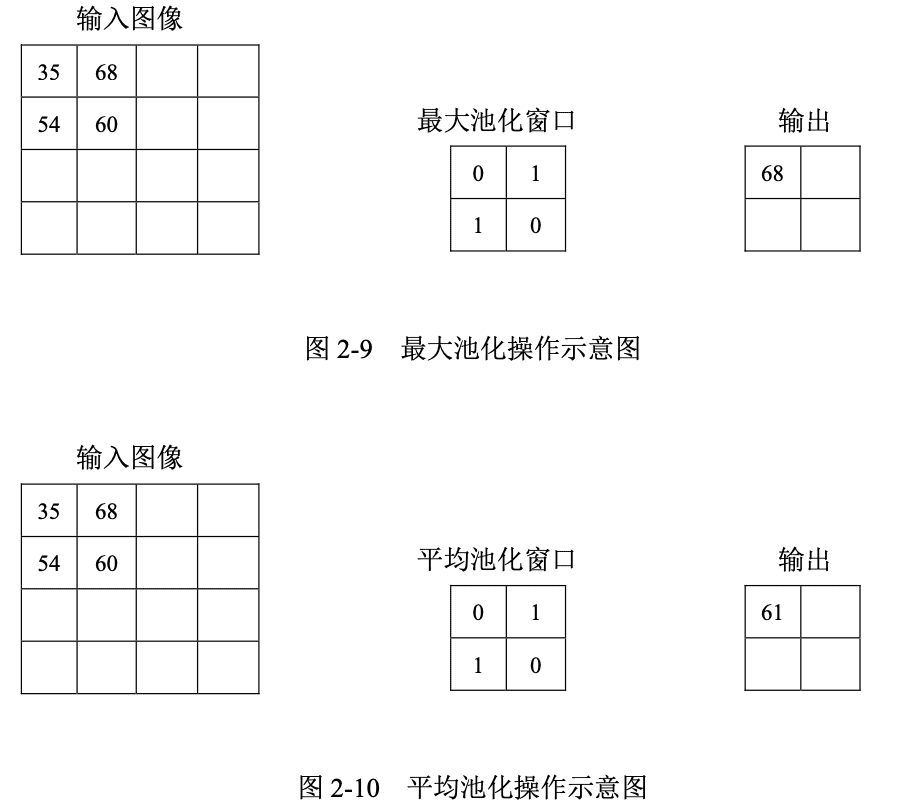 输入图像
35 68
54 60
最大池化窗口
0 1
1 0
输出
68
图 2-9 最大池化操作示意图
输入图像
35 68
54 60
平均池化窗口
0 1
1 0
输出
61
图 2-10 平均池化操作示意图